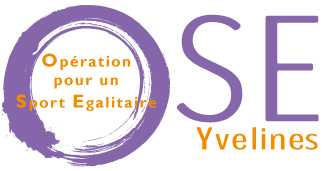 OSE
Opération
pour un
Sport Egalitaire
Yvelines